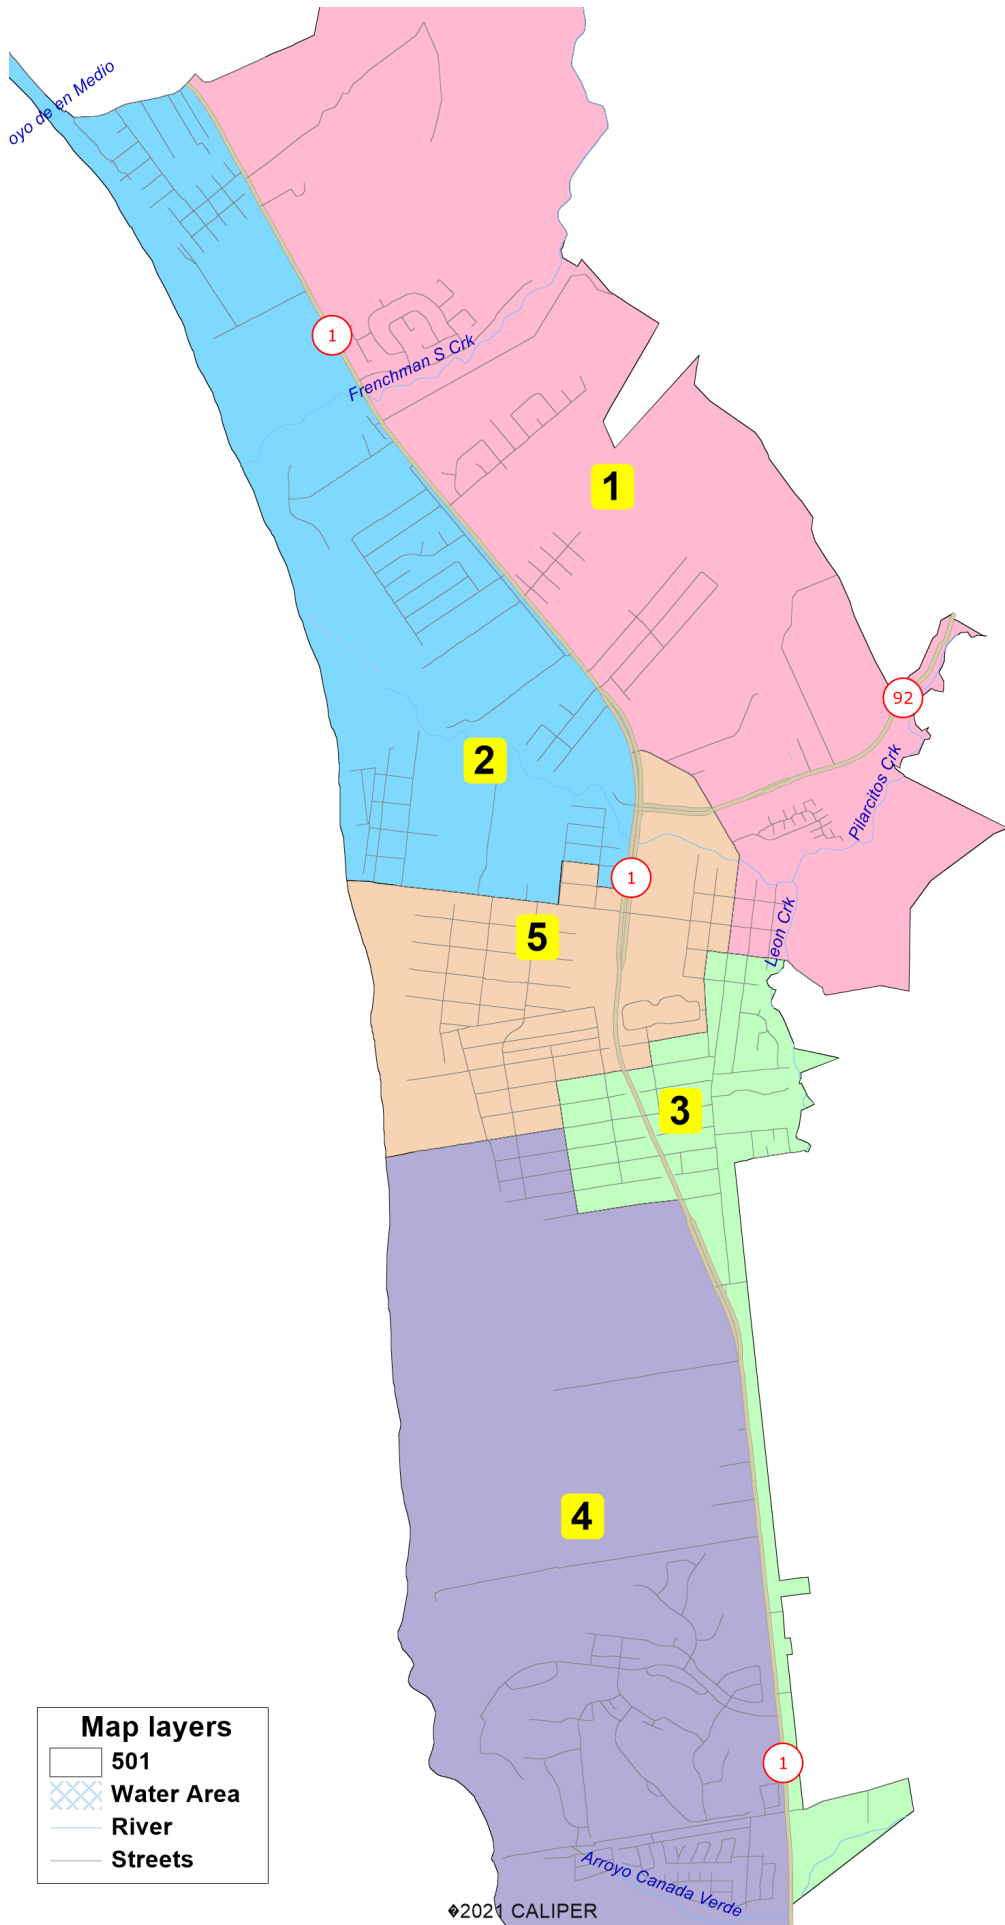 oyo de en Medio
1
Frenchman S Crk
1
92
2
Pilarcitos Crk
1
Leon Crk
5
3
4
1
Map layers
501
Water Area
River
Streets
Arroyo Canada Verde
�2021 CALIPER